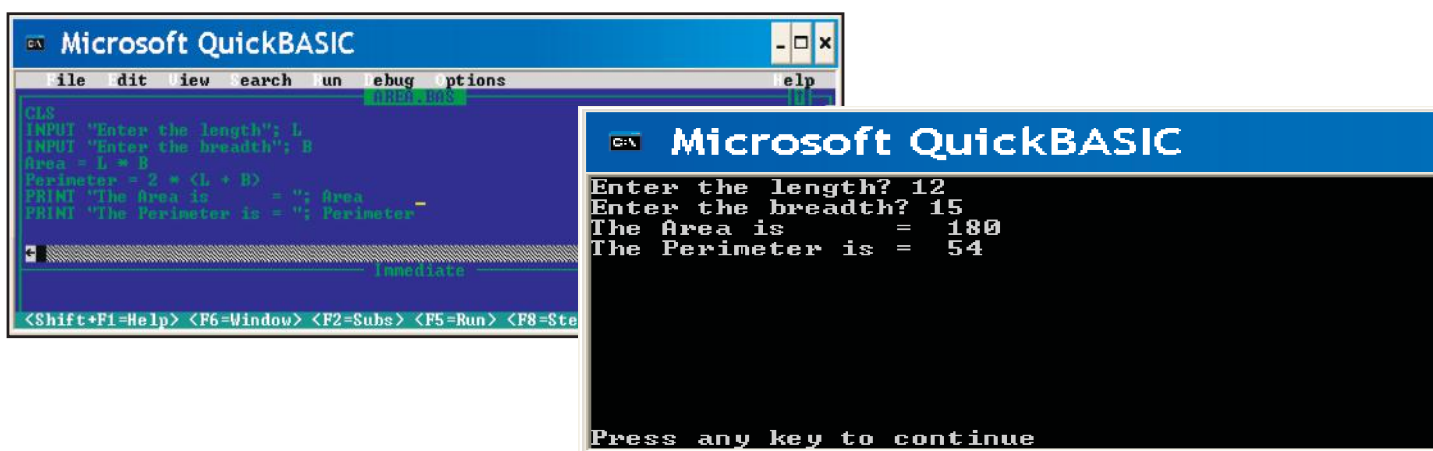 Microsoft QuickBASIC
ile dit iew earch un ebug ptions elp
AREA.BAS
CLS
INPUT "Enter the length"; L
INPUT "Enter the breadth"; B
Area = L * B
Perimeter = 2 * (L + B)
PRINT "The Area is       = "; Area
PRINT "The Perimeter is = "; Perimeter
Immediate
<Shift+F1=Help> <F6=Window> <F2=Subs> <F5=Run> <F8=Ste
C:\
Microsoft QuickBASIC
Enter the length? 12
Enter the breadth? 15
The Area is       =  180
The Perimeter is =  54
Press any key to continue